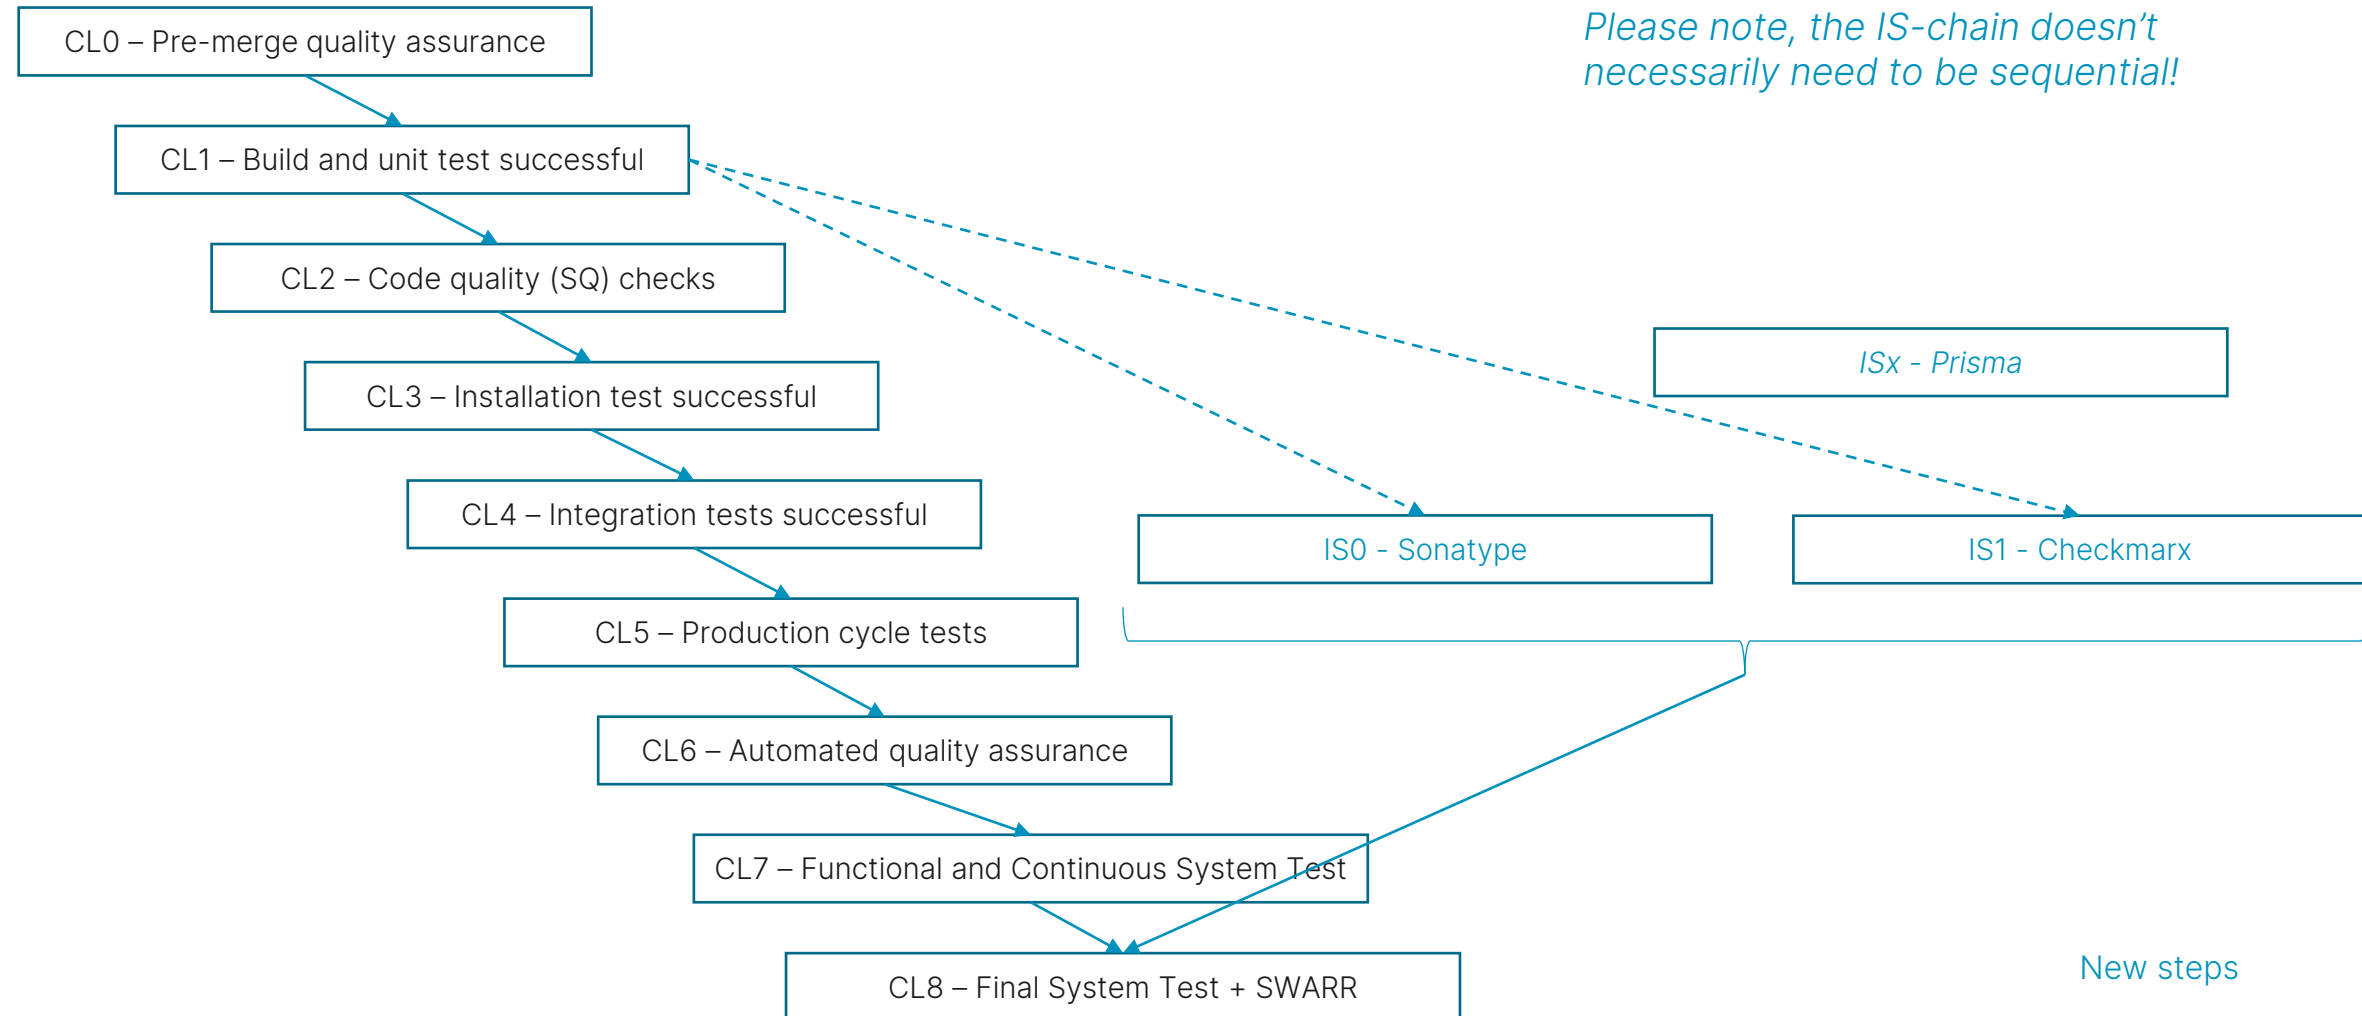 Please note, the IS-chain doesn’t
necessarily need to be sequential!
CL0 – Pre-merge quality assurance
CL1 – Build and unit test successful
CL2 – Code quality (SQ) checks
CL3 – Installation test successful
CL4 – Integration tests successful
CL5 – Production cycle tests
CL6 – Automated quality assurance
CL7 – Functional and Continuous System Test
CL8 – Final System Test + SWARR
ISx - Prisma
IS0 - Sonatype
IS1 - Checkmarx
New steps